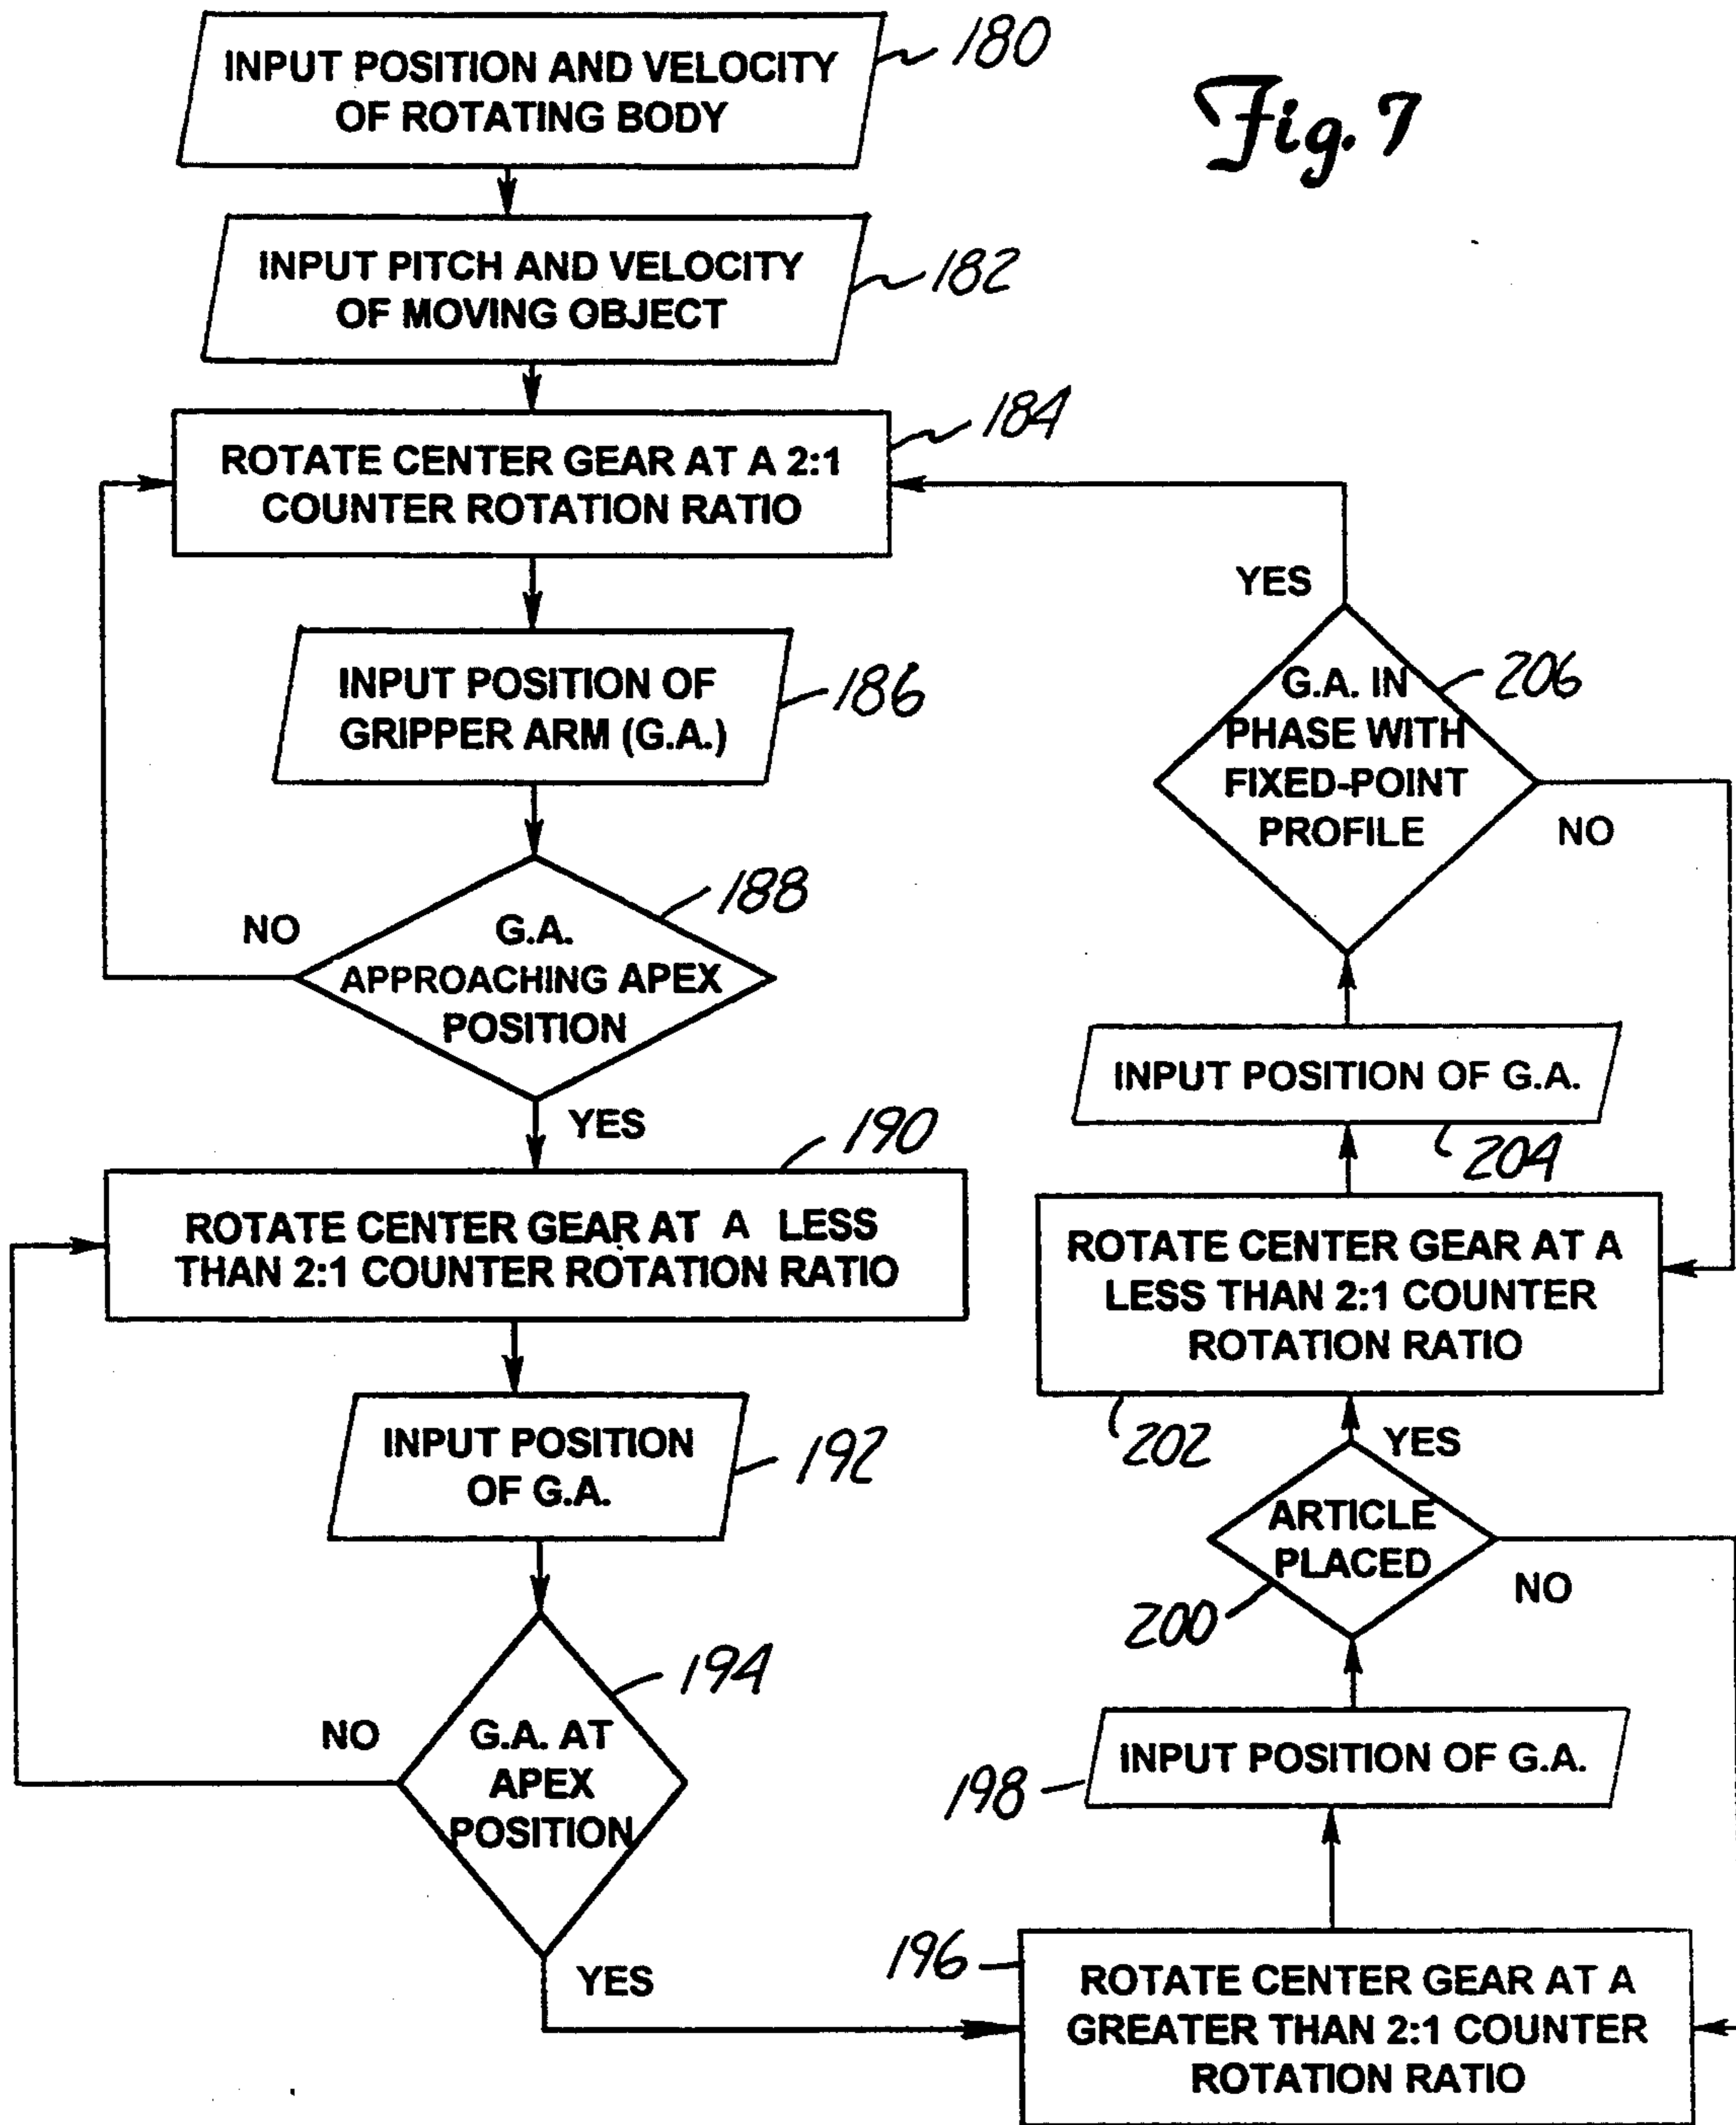 Fig. 7
INPUT POSITION AND VELOCITY
OF ROTATING BODY
180
INPUT PITCH AND VELOCITY
OF MOVING OBJECT
182
ROTATE CENTER GEAR AT A 2:1
COUNTER ROTATION RATIO
184
INPUT POSITION OF
GRIPPER ARM (G.A.)
186
G.A.
APPROACHING APEX
POSITION
188
NO
YES
ROTATE CENTER GEAR AT A LESS
THAN 2:1 COUNTER ROTATION RATIO
190
INPUT POSITION
OF G.A.
192
G.A. AT
APEX
POSITION
194
NO
YES
ROTATE CENTER GEAR AT A
GREATER THAN 2:1 COUNTER
ROTATION RATIO
196
INPUT POSITION OF G.A.
198
ARTICLE
PLACED
200
NO
YES
ROTATE CENTER GEAR AT A
LESS THAN 2:1 COUNTER
ROTATION RATIO
202
INPUT POSITION OF G.A.
204
G.A. IN
PHASE WITH
FIXED-POINT
PROFILE
206
NO
YES